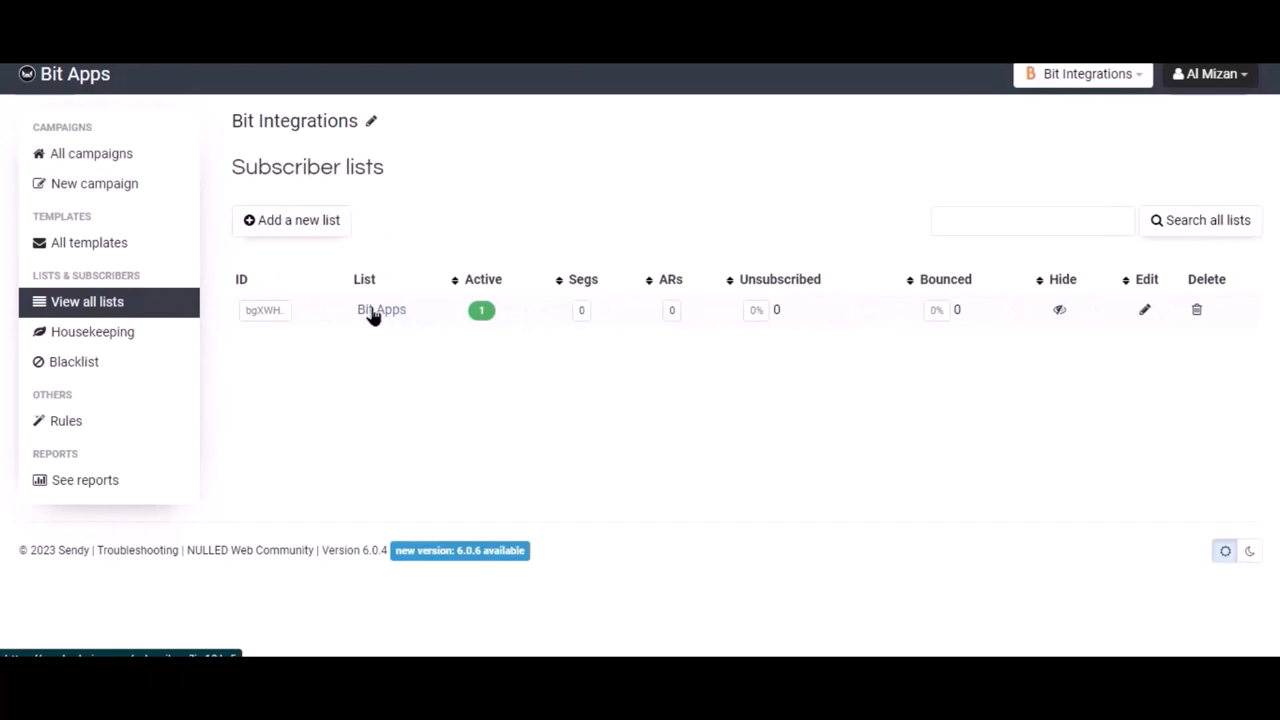 Bit Apps
Bit Integrations
Al Mizan
CAMPAIGNS
All campaigns
New campaign
TEMPLATES
All templates
LISTS & SUBSCRIBERS
View all lists
Housekeeping
Blacklist
OTHERS
Rules
REPORTS
See reports
Bit Integrations
Subscriber lists
Add a new list
Search all lists
ID List Active Segs ARs Unsubscribed Bounced Hide Edit Delete
bgXWH.. Bit Apps 1 0 0 0% 0 0% 0
© 2023 Sendy | Troubleshooting | NULLED Web Community | Version 6.0.4 new version: 6.0.6 available